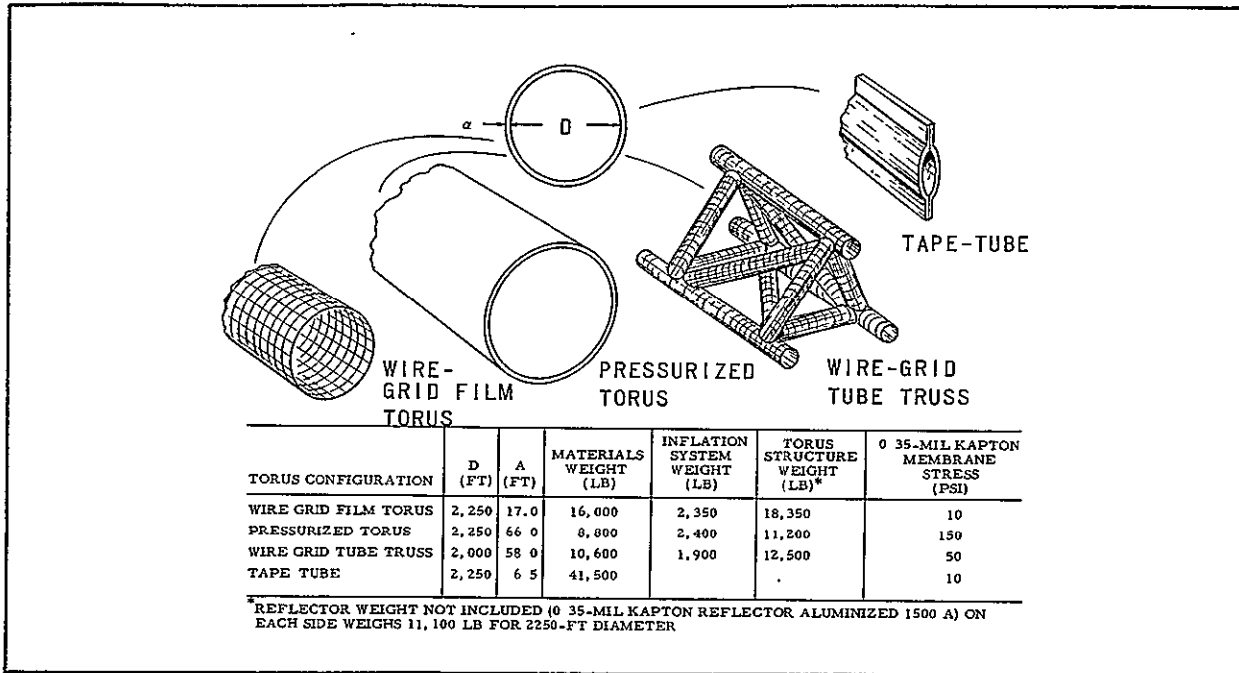 α
D
TAPE-TUBE
WIRE-
GRID FILM
TORUS
PRESSURIZED
TORUS
WIRE-GRID
TUBE TRUSS
TORUS CONFIGURATION | D (FT) | A (FT) | MATERIALS WEIGHT (LB) | INFLATION SYSTEM WEIGHT (LB) | TORUS STRUCTURE WEIGHT (LB)* | 0 35-MIL KAPTON MEMBRANE STRESS (PSI)
WIRE GRID FILM TORUS | 2,250 | 17.0 | 16,000 | 2,350 | 18,350 | 10
PRESSURIZED TORUS | 2,250 | 66 0 | 8,800 | 2,400 | 11,200 | 150
WIRE GRID TUBE TRUSS | 2,000 | 58 0 | 10,600 | 1,900 | 12,500 | 50
TAPE TUBE | 2,250 | 6 5 | 41,500 | | . | 10
*REFLECTOR WEIGHT NOT INCLUDED (0 35-MIL KAPTON REFLECTOR ALUMINIZED 1500 A) ON
EACH SIDE WEIGHS 11,100 LB FOR 2250-FT DIAMETER